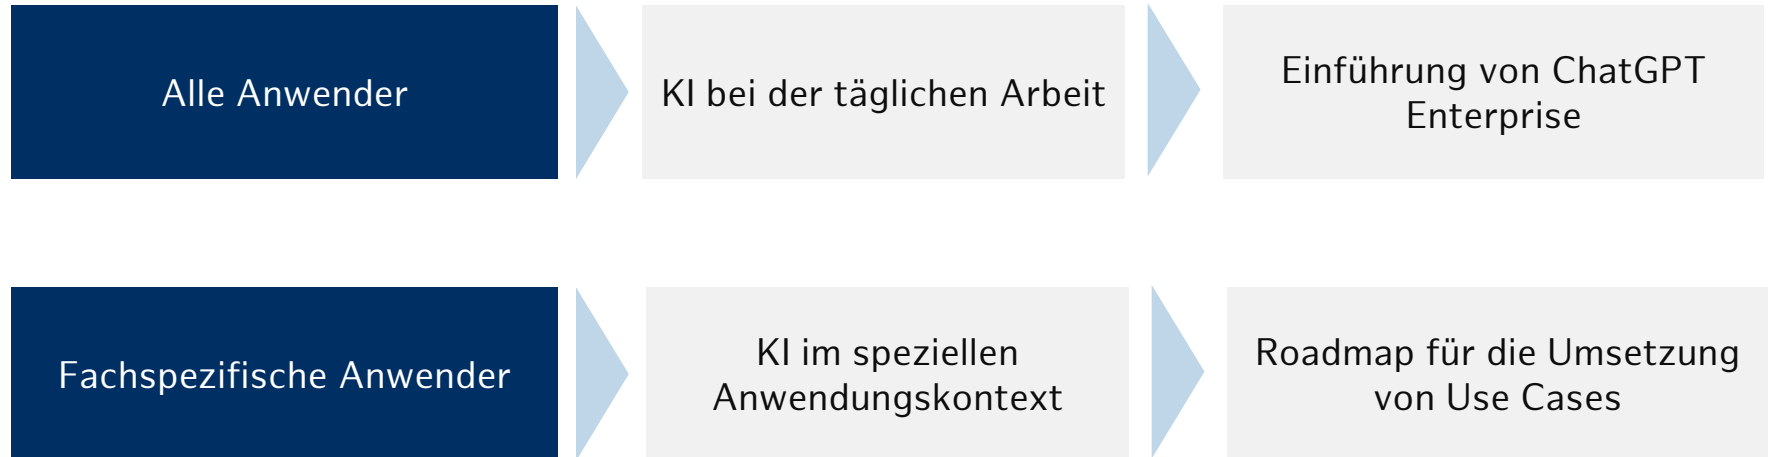 Alle Anwender
KI bei der täglichen Arbeit
Einführung von ChatGPT
Enterprise
Fachspezifische Anwender
KI im speziellen
Anwendungskontext
Roadmap für die Umsetzung
von Use Cases